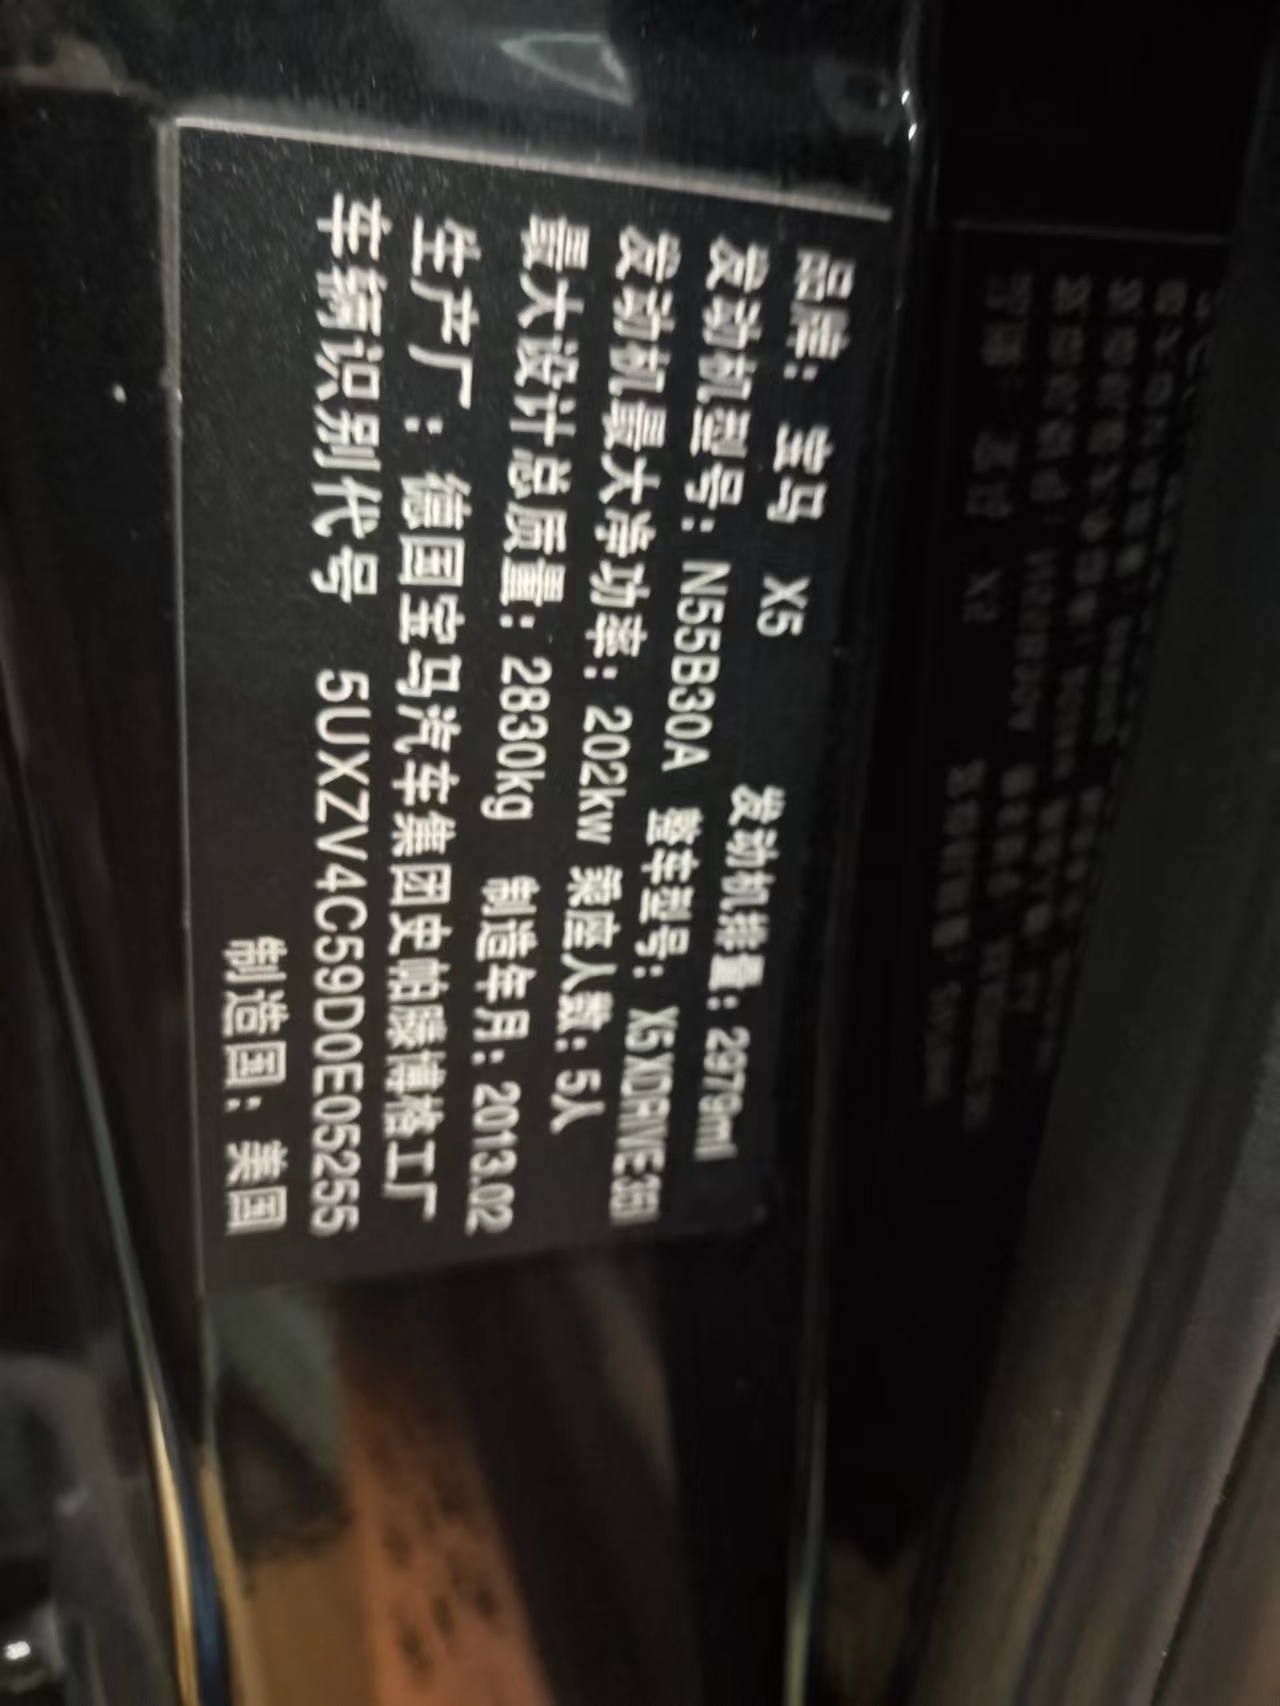 品牌：宝马 X5 发动机排量：2979ml
发动机型号：N55B30A 整车型号：X5 XDRIVE35I
发动机最大净功率：202kw 乘座人数：5人
最大设计总质量：2830kg 制造年月：2013.02
生产厂：德国宝马汽车集团史帕滕博格工厂
车辆识别代号 5UXZV4C59D0E05255
制造国：美国